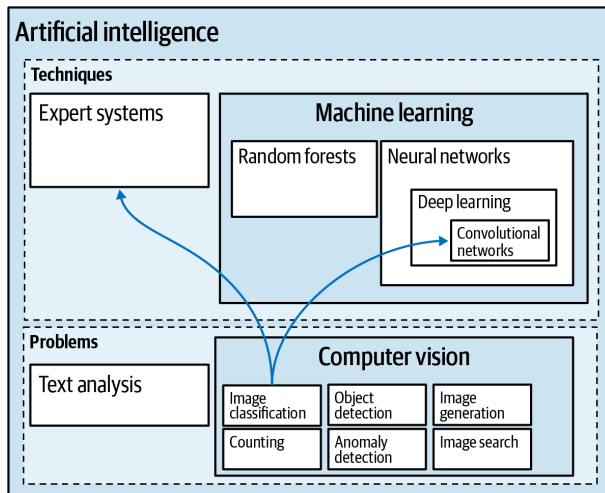 Artificial intelligence
Techniques
Expert systems
Machine learning
Random forests
Neural networks
Deep learning
Convolutional
networks
Problems
Text analysis
Computer vision
Image
classification
Object
detection
Image
generation
Counting
Anomaly
detection
Image search